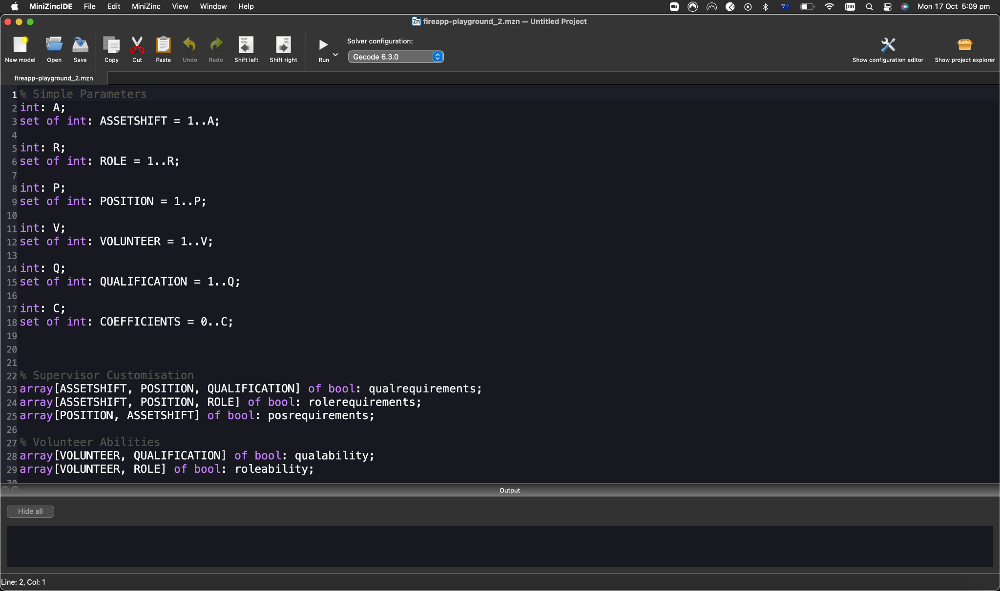 MiniZincIDE File Edit MiniZinc View Window Help Mon 17 Oct 5:09 pm
Zn fireapp-playground_2.mzn — Untitled Project
Solver configuration:
Gecode 6.3.0
New model Open Save Copy Cut Paste Undo Redo Shift left Shift right Run Show configuration editor Show project explorer
fireapp-playground_2.mzn
1 % Simple Parameters
2 int: A;
3 set of int: ASSETSHIFT = 1..A;
4
5 int: R;
6 set of int: ROLE = 1..R;
7
8 int: P;
9 set of int: POSITION = 1..P;
10
11 int: V;
12 set of int: VOLUNTEER = 1..V;
13
14 int: Q;
15 set of int: QUALIFICATION = 1..Q;
16
17 int: C;
18 set of int: COEFFICIENTS = 0..C;
19
20
21
22 % Supervisor Customisation
23 array[ASSETSHIFT, POSITION, QUALIFICATION] of bool: qualrequirements;
24 array[ASSETSHIFT, POSITION, ROLE] of bool: rolerequirements;
25 array[POSITION, ASSETSHIFT] of bool: posrequirements;
26
27 % Volunteer Abilities
28 array[VOLUNTEER, QUALIFICATION] of bool: qualability;
29 array[VOLUNTEER, ROLE] of bool: roleability;
30
Output
Hide all
Line: 2, Col: 1